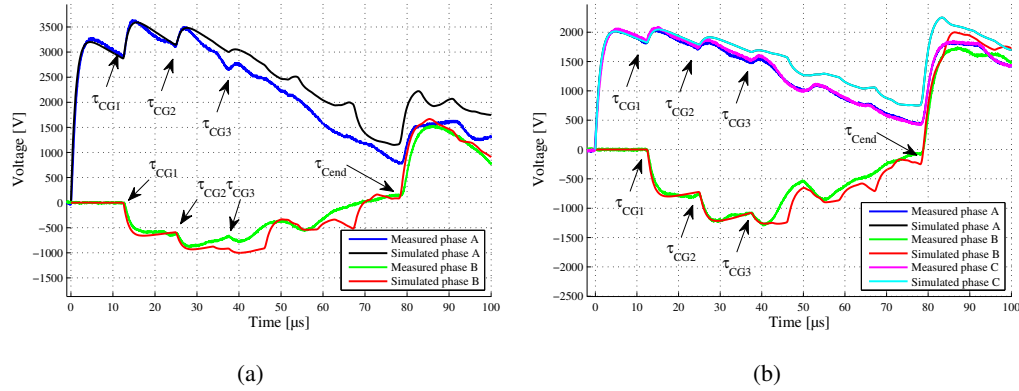 3500
3000
2500
2000
1500
1000
500
0
−500
−1000
−1500
0 10 20 30 40 50 60 70 80 90 100
Voltage [V]
Time [μs]
τCG1
τCG2
τCG3
τCG1
τCG2 τCG3
τCend
Measured phase A
Simulated phase A
Measured phase B
Simulated phase B
(a)
2000
1500
1000
500
0
−500
−1000
−1500
−2000
−2500
0 10 20 30 40 50 60 70 80 90 100
Voltage [V]
Time [μs]
τCG1
τCG2
τCG3
τCend
τCG1
τCG2
τCG3
Measured phase A
Simulated phase A
Measured phase B
Simulated phase B
Measured phase C
Simulated phase C
(b)